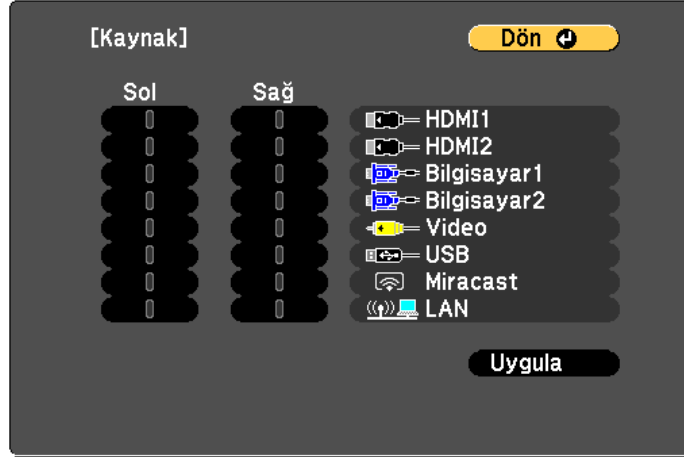 [Kaynak]
Dön
Sol Sağ
HDMI1
HDMI2
Bilgisayar1
Bilgisayar2
Video
USB
Miracast
LAN
Uygula